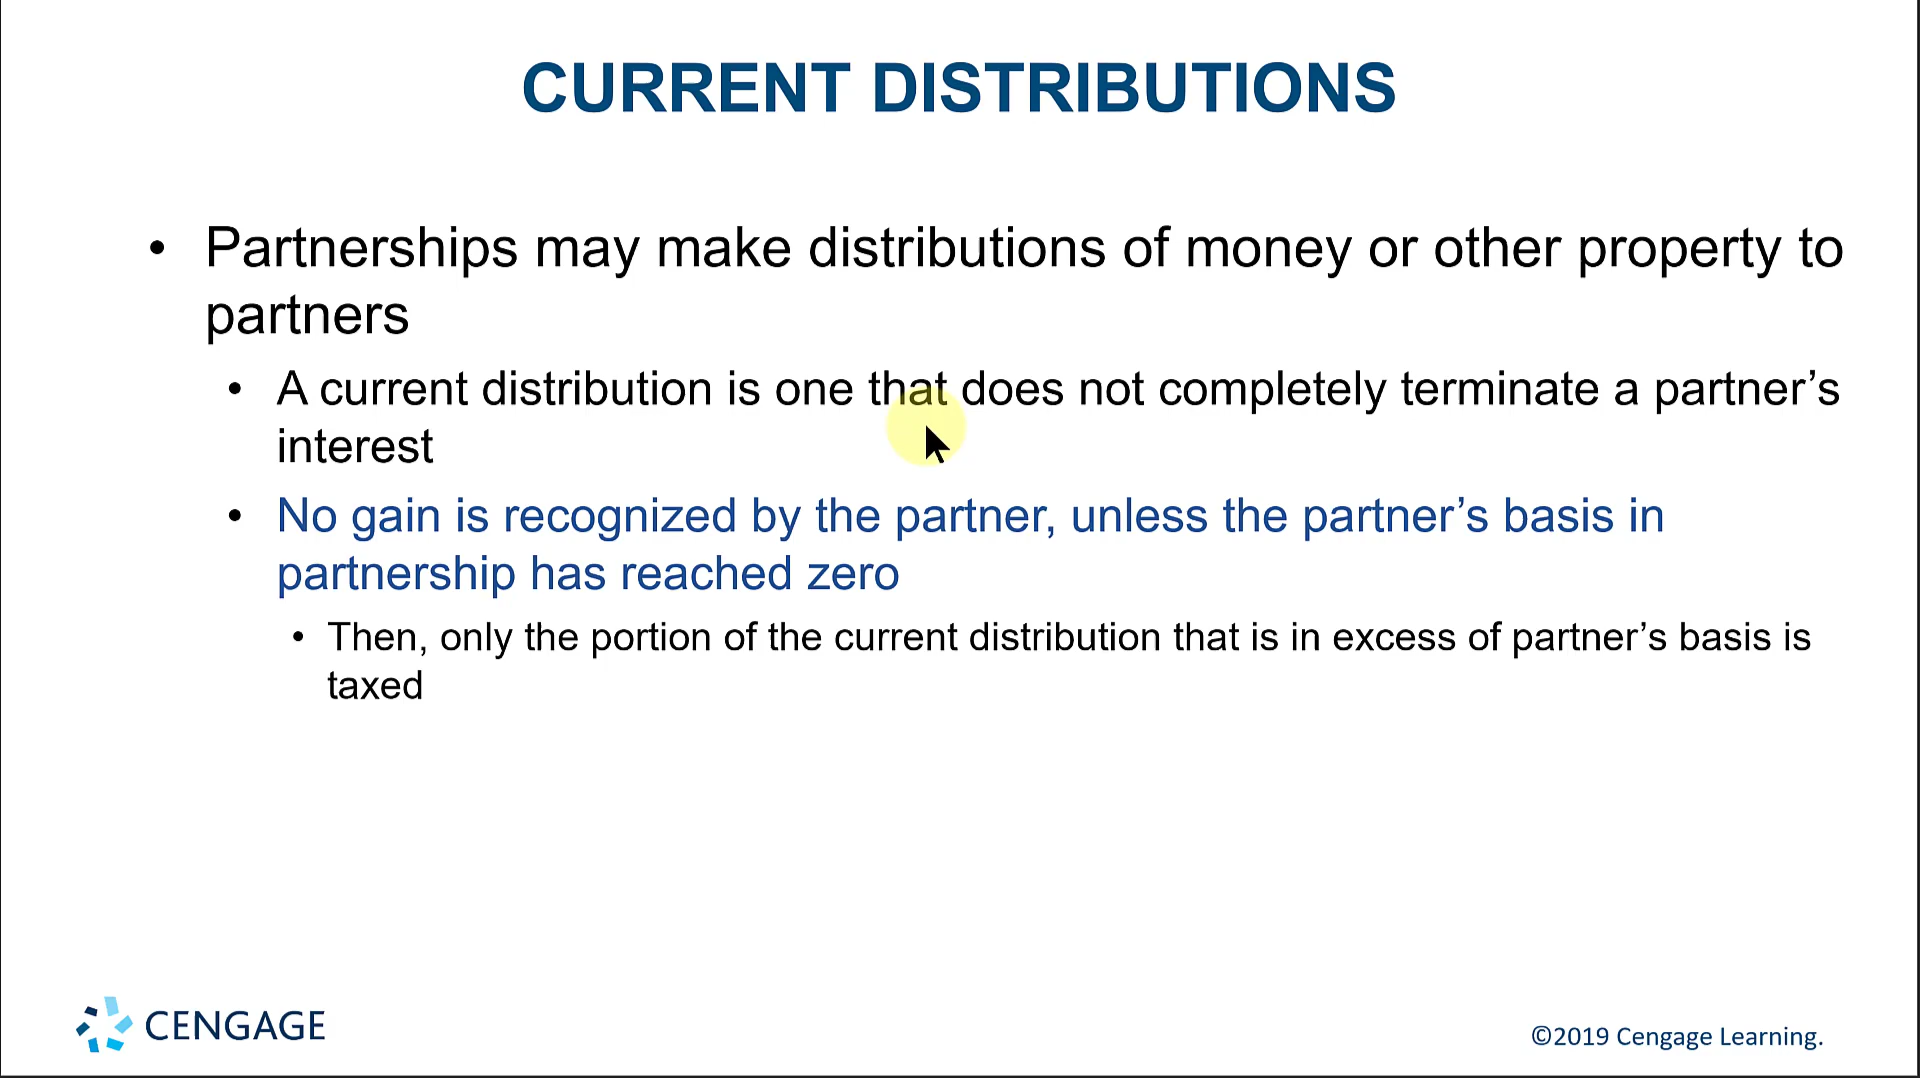 CURRENT DISTRIBUTIONS
• Partnerships may make distributions of money or other property to
partners
• A current distribution is one that does not completely terminate a partner’s
interest
• No gain is recognized by the partner, unless the partner’s basis in
partnership has reached zero
• Then, only the portion of the current distribution that is in excess of partner’s basis is
taxed
CENGAGE
©2019 Cengage Learning.